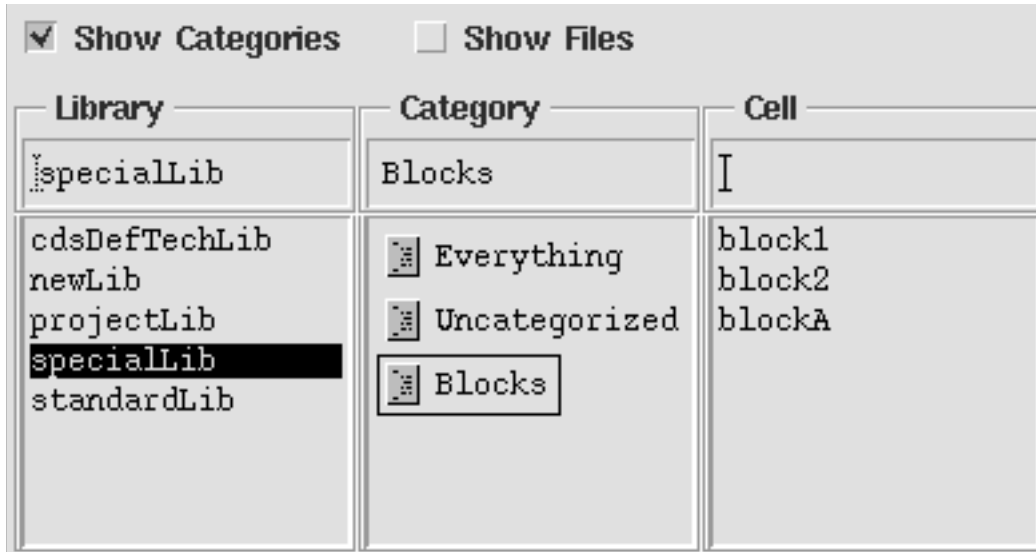 Show Categories
Show Files
Library
Category
Cell
specialLib
Blocks
cdsDefTechLib
newLib
projectLib
specialLib
standardLib
Everything
Uncategorized
Blocks
block1
block2
blockA